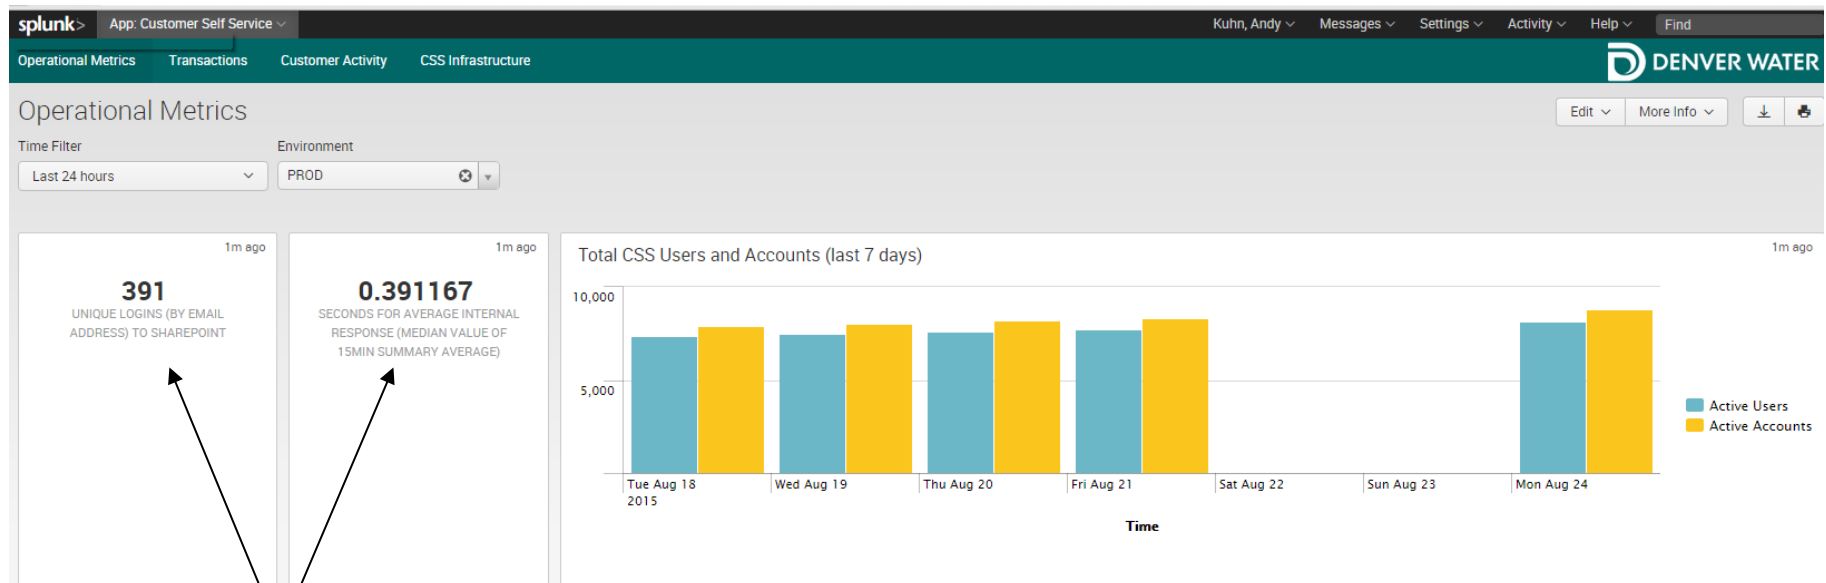 splunk> App: Customer Self Service Kuhn, Andy Messages Settings Activity Help Find
Operational Metrics Transactions Customer Activity CSS Infrastructure DENVER WATER
Operational Metrics Edit More Info
Time Filter Environment
Last 24 hours PROD
1m ago
391
UNIQUE LOGINS (BY EMAIL
ADDRESS) TO SHAREPOINT
1m ago
0.391167
SECONDS FOR AVERAGE INTERNAL
RESPONSE (MEDIAN VALUE OF
15MIN SUMMARY AVERAGE)
Total CSS Users and Accounts (last 7 days) 1m ago
10,000
5,000
Active Users
Active Accounts
Tue Aug 18 Wed Aug 19 Thu Aug 20 Fri Aug 21 Sat Aug 22 Sun Aug 23 Mon Aug 24
2015
Time